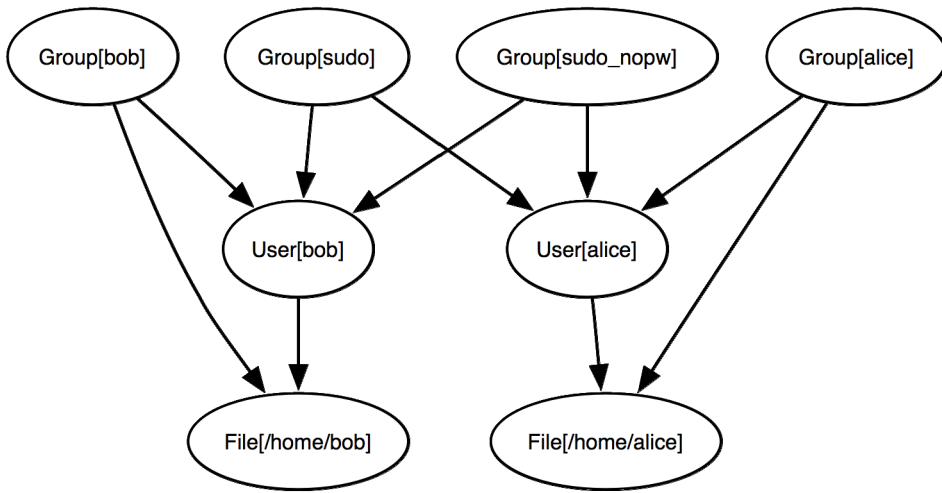 Group[bob]
Group[sudo]
Group[sudo_nopw]
Group[alice]
User[bob]
User[alice]
File[/home/bob]
File[/home/alice]